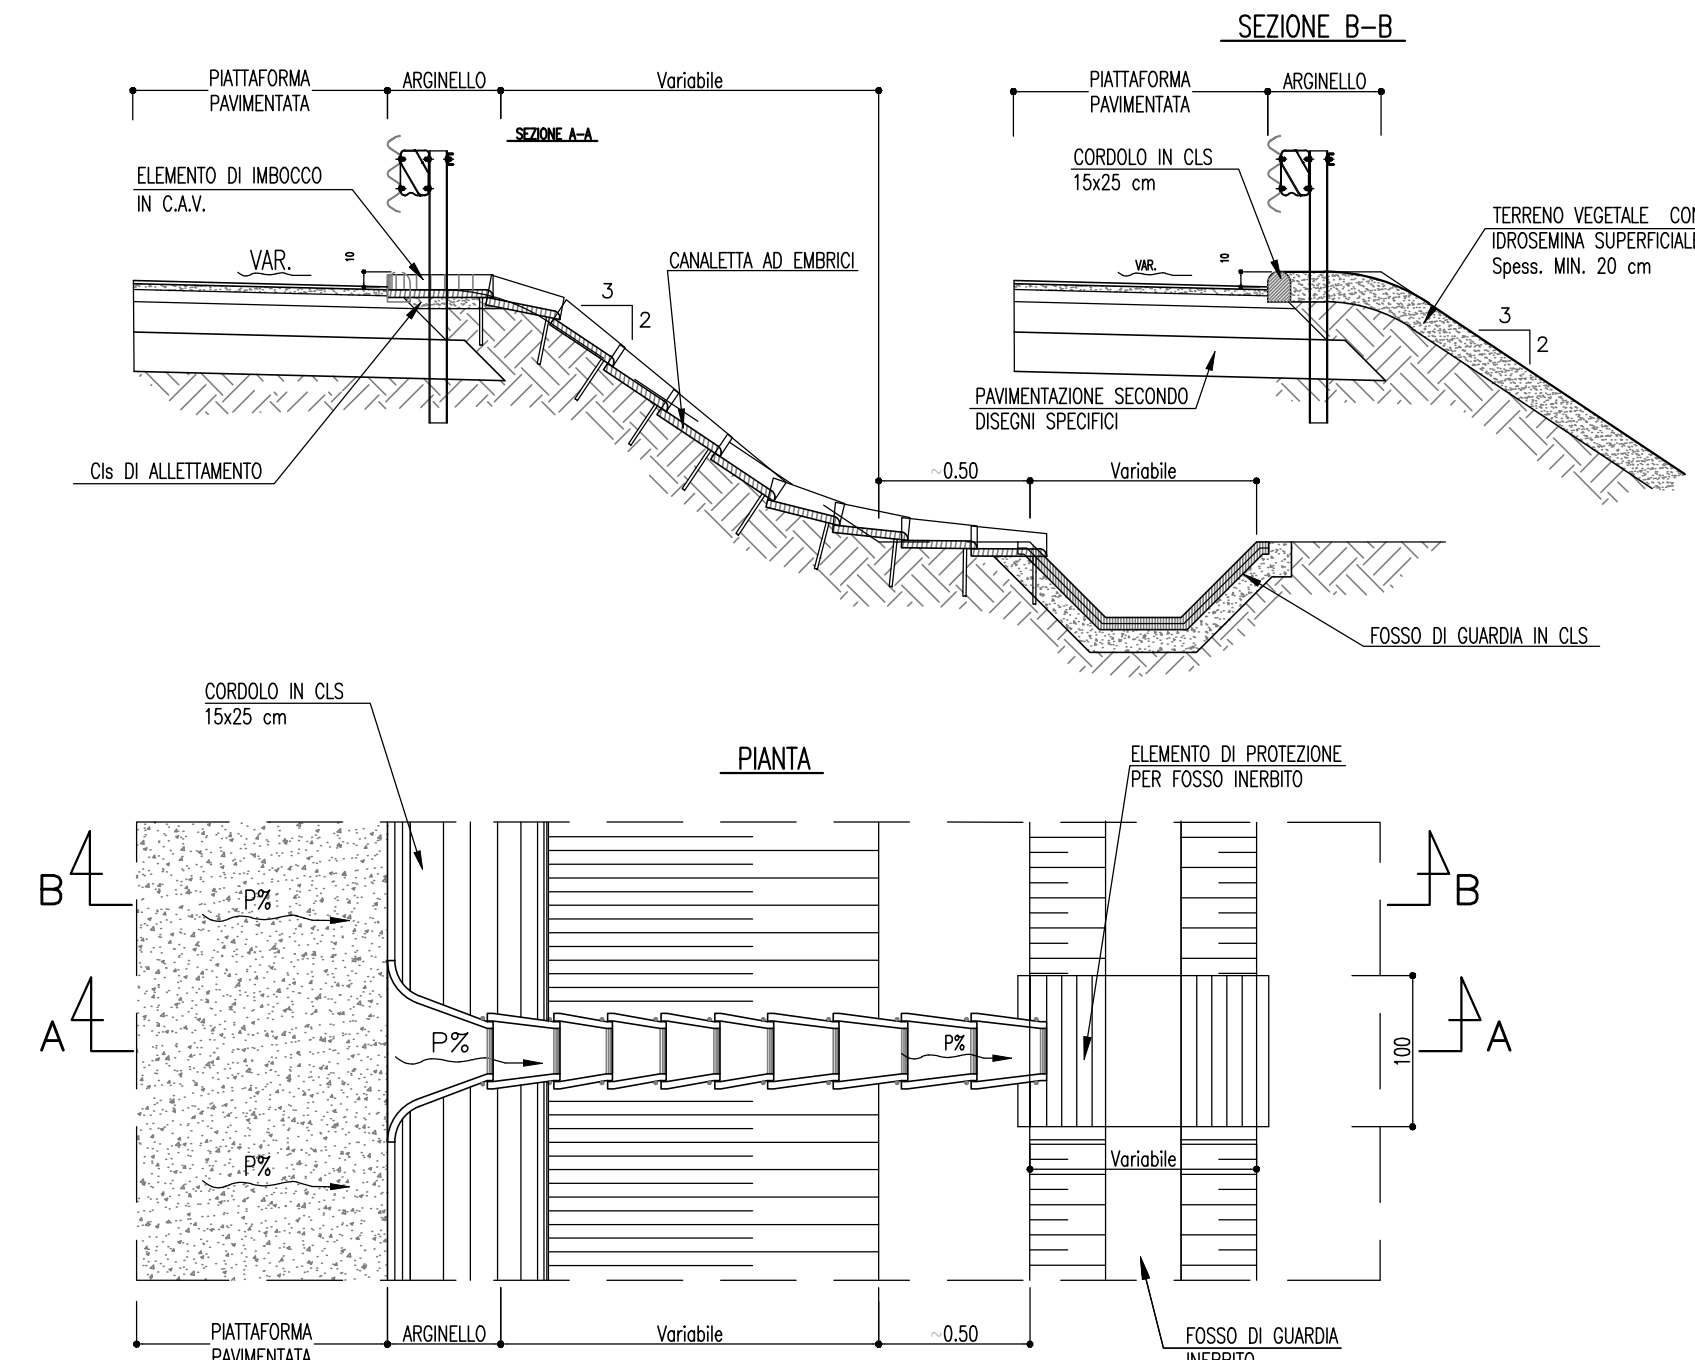 SEZIONE B-B
PIATTAFORMA
PAVIMENTATA
ARGINELLO
Variabile
SEZIONE A-A
ELEMENTO DI IMBOCCO
IN C.A.V.
VAR.
10
CANALETTA AD EMBRICI
3
2
Cls DI ALLETTAMENTO
PIATTAFORMA
PAVIMENTATA
ARGINELLO
CORDOLO IN CLS
15x25 cm
TERRENO VEGETALE
IDROSEMINA SUPERFICIALE
Spess. MIN. 20 cm
VAR.
10
3
2
PAVIMENTAZIONE SECONDO
DISEGNI SPECIFICI
~0.50
Variabile
FOSSO DI GUARDIA IN CLS
CORDOLO IN CLS
15x25 cm
PIANTA
ELEMENTO DI PROTEZIONE
PER FOSSO INERBITO
B
P%
B
A
P%
P%
100
A
P%
Variabile
PIATTAFORMA
PAVIMENTATA
ARGINELLO
Variabile
~0.50
FOSSO DI GUARDIA
INERBITO